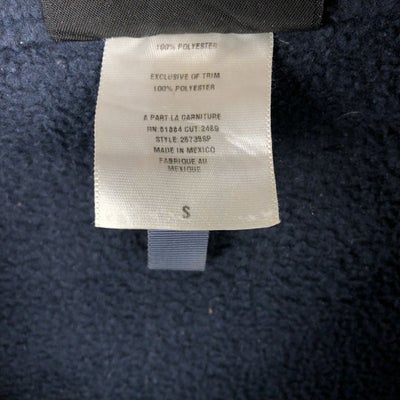 100% POLYESTER
EXCLUSIVE OF TRIM
100% POLYESTER
A PART LA GARNITURE
RN: 51884 CUT: 2489
STYLE: 25739SP
MADE IN MEXICO
FABRIQUE AU
MEXIQUE
S